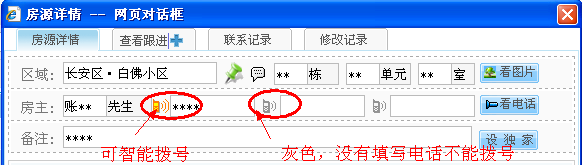 房源详情 -- 网页对话框
房源详情 查看跟进 联系记录 修改记录
区域: 长安区·白佛小区 ** 栋 ** 单元 ** 室 看图片
房主: 账** 先生 **** 看电话
备注: **** 设 独 家
可智能拨号 灰色，没有填写电话不能拨号